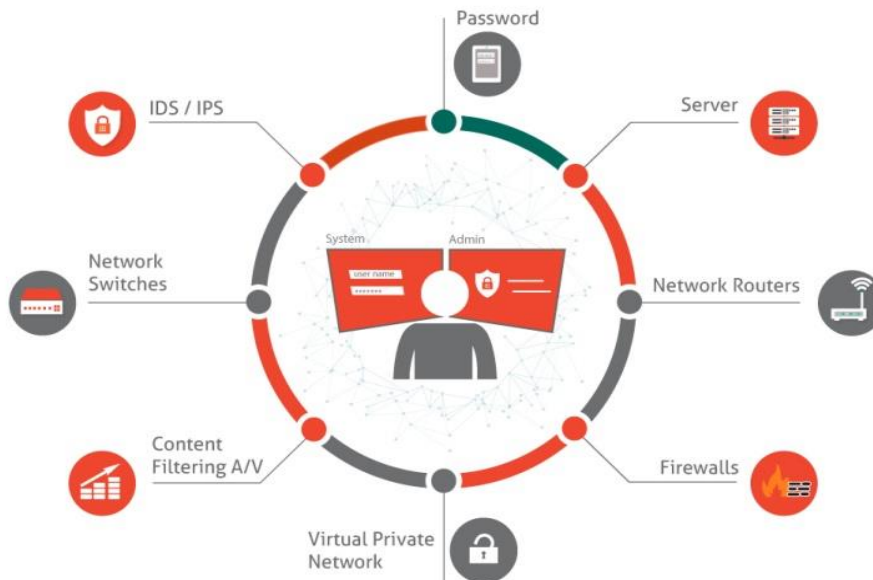 Password
IDS / IPS
Server
System
Admin
user name
Network
Switches
Network Routers
Content
Filtering A/V
Firewalls
Virtual Private
Network